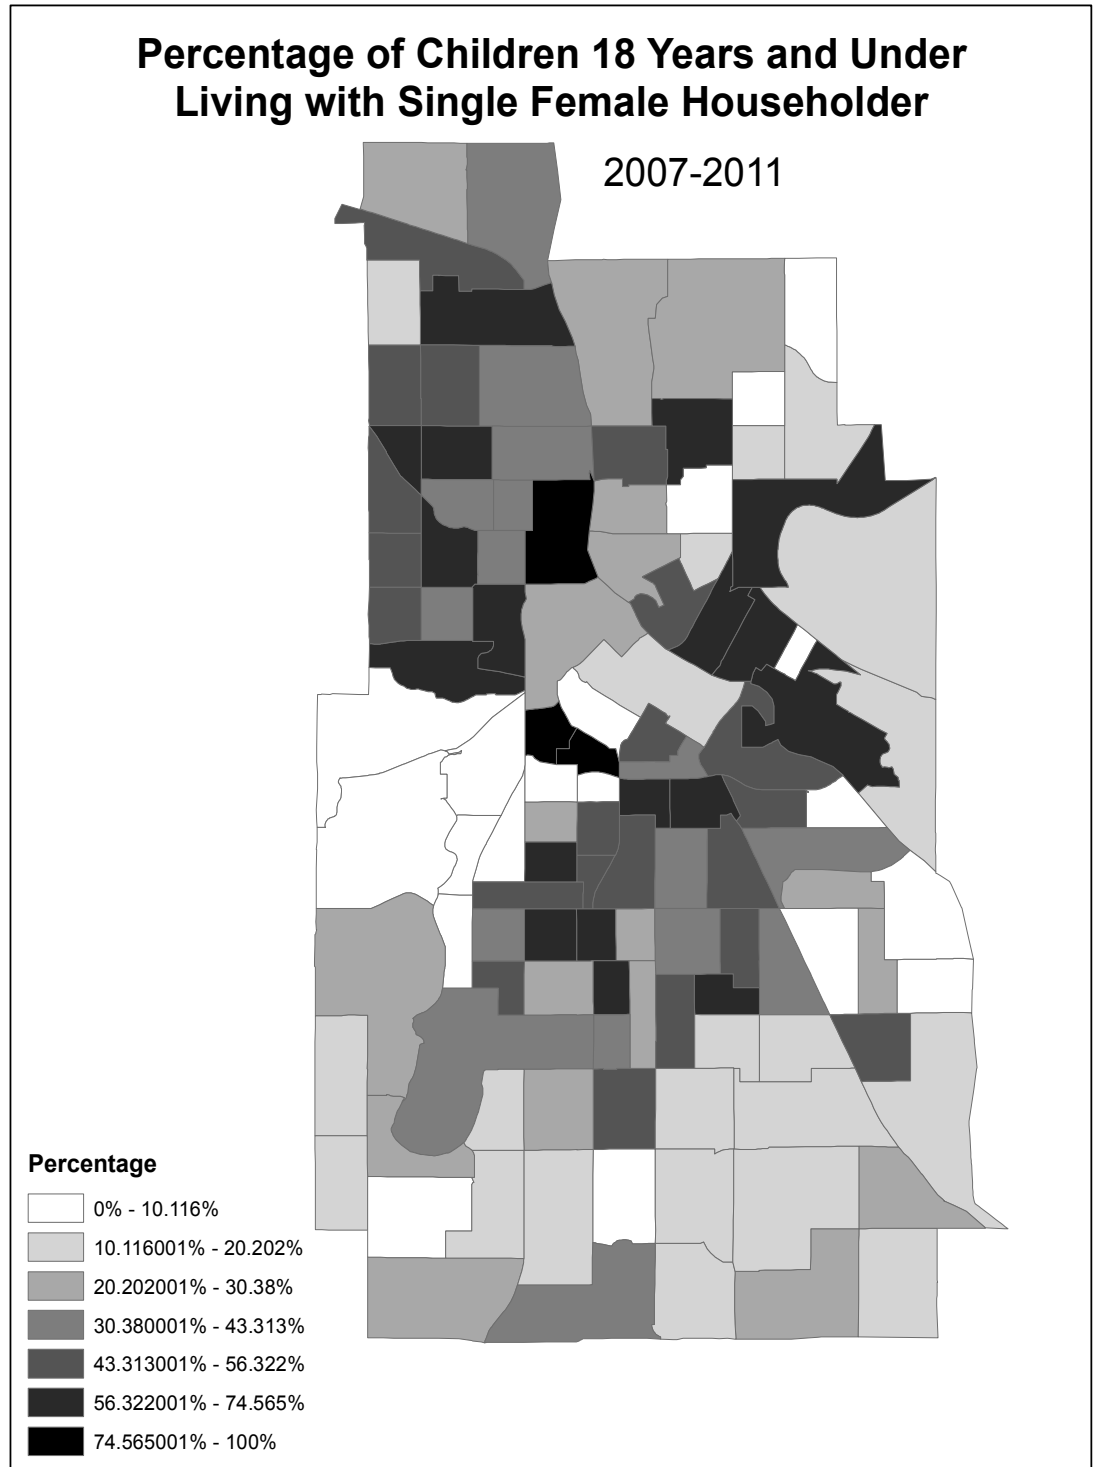 Percentage of Children 18 Years and Under
Living with Single Female Householder
2007-2011
Percentage
0% - 10.116%
10.116001% - 20.202%
20.202001% - 30.38%
30.380001% - 43.313%
43.313001% - 56.322%
56.322001% - 74.565%
74.565001% - 100%